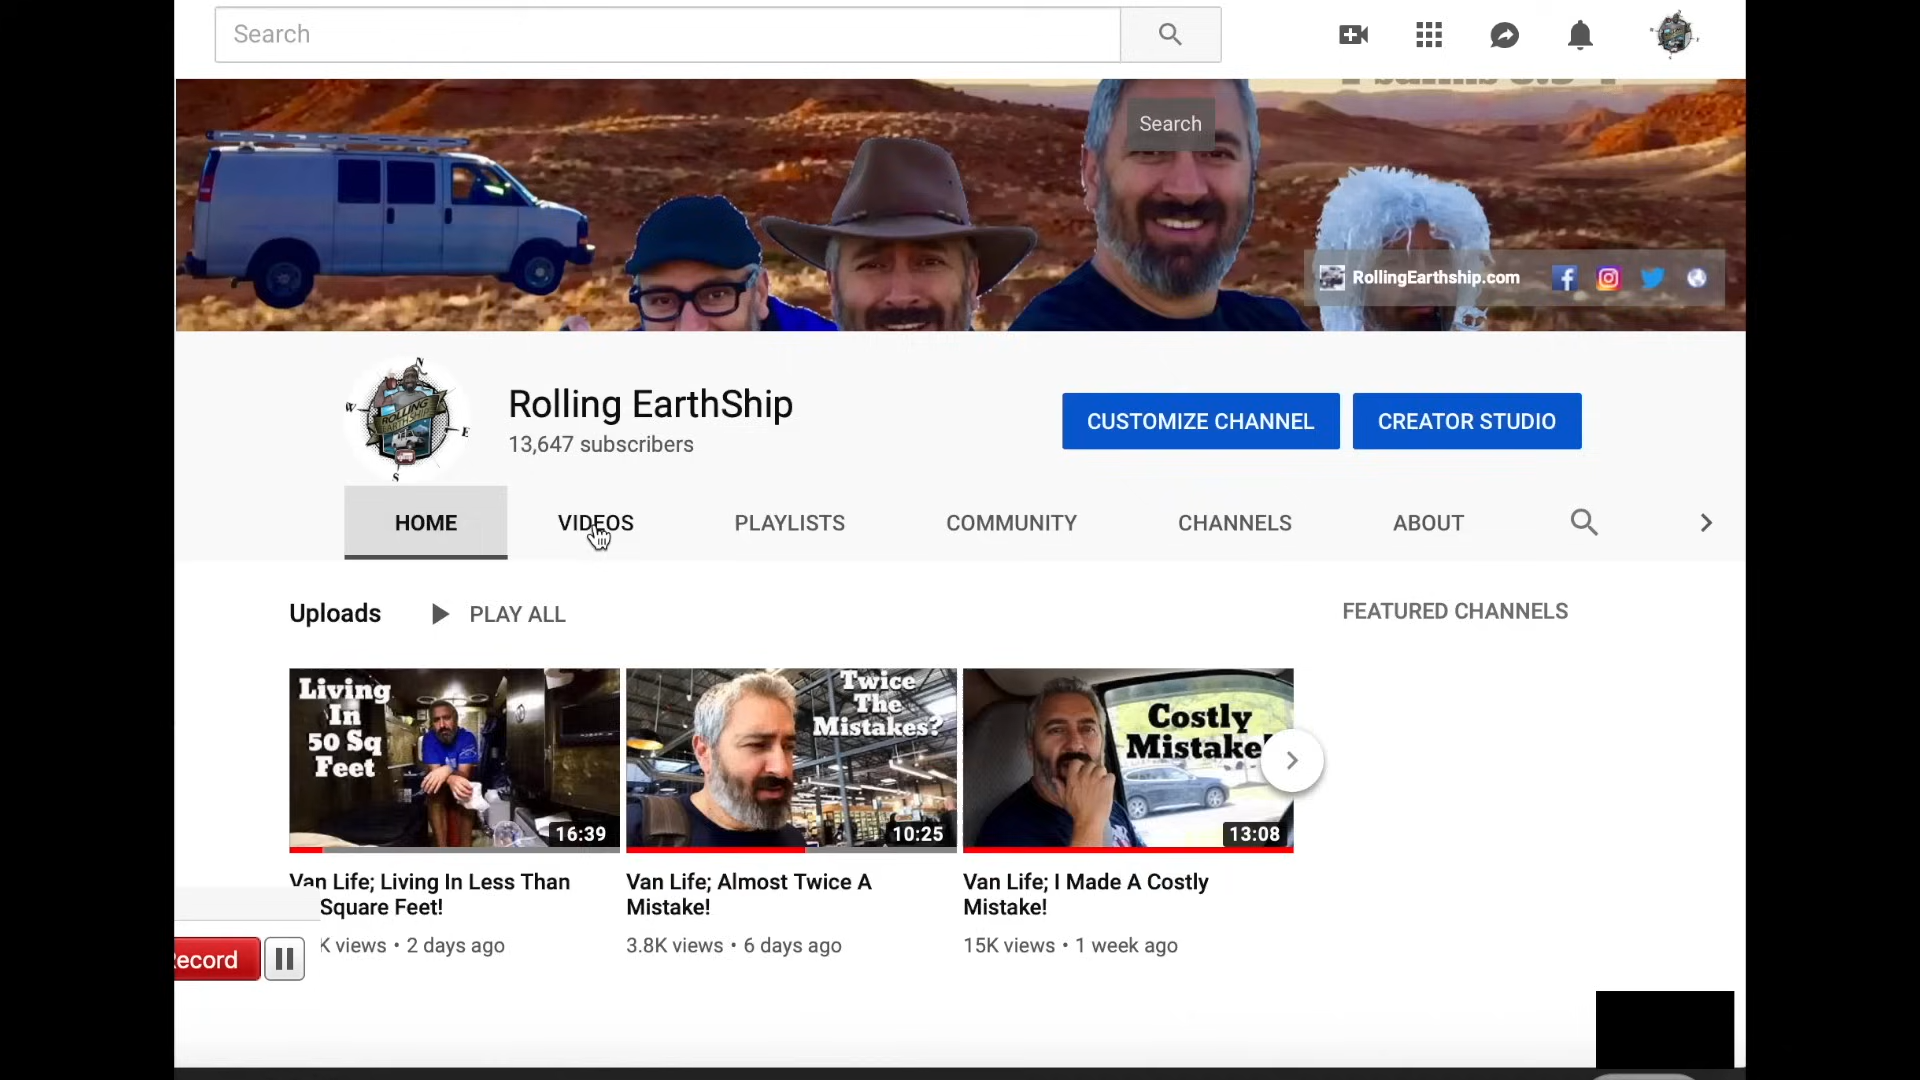 Search
Search
RollingEarthship.com
N
W
E
S
ROLLING
Rolling EarthShip
13,647 subscribers
CUSTOMIZE CHANNEL
CREATOR STUDIO
HOME
VIDEOS
PLAYLISTS
COMMUNITY
CHANNELS
ABOUT
Uploads
PLAY ALL
FEATURED CHANNELS
Living
In
50 Sq
Feet
16:39
Twice
The
Mistakes?
10:25
Costly
Mistake!
13:08
Van Life; Living In Less Than
Square Feet!
K views • 2 days ago
Van Life; Almost Twice A
Mistake!
3.8K views • 6 days ago
Van Life; I Made A Costly
Mistake!
15K views • 1 week ago
ecord